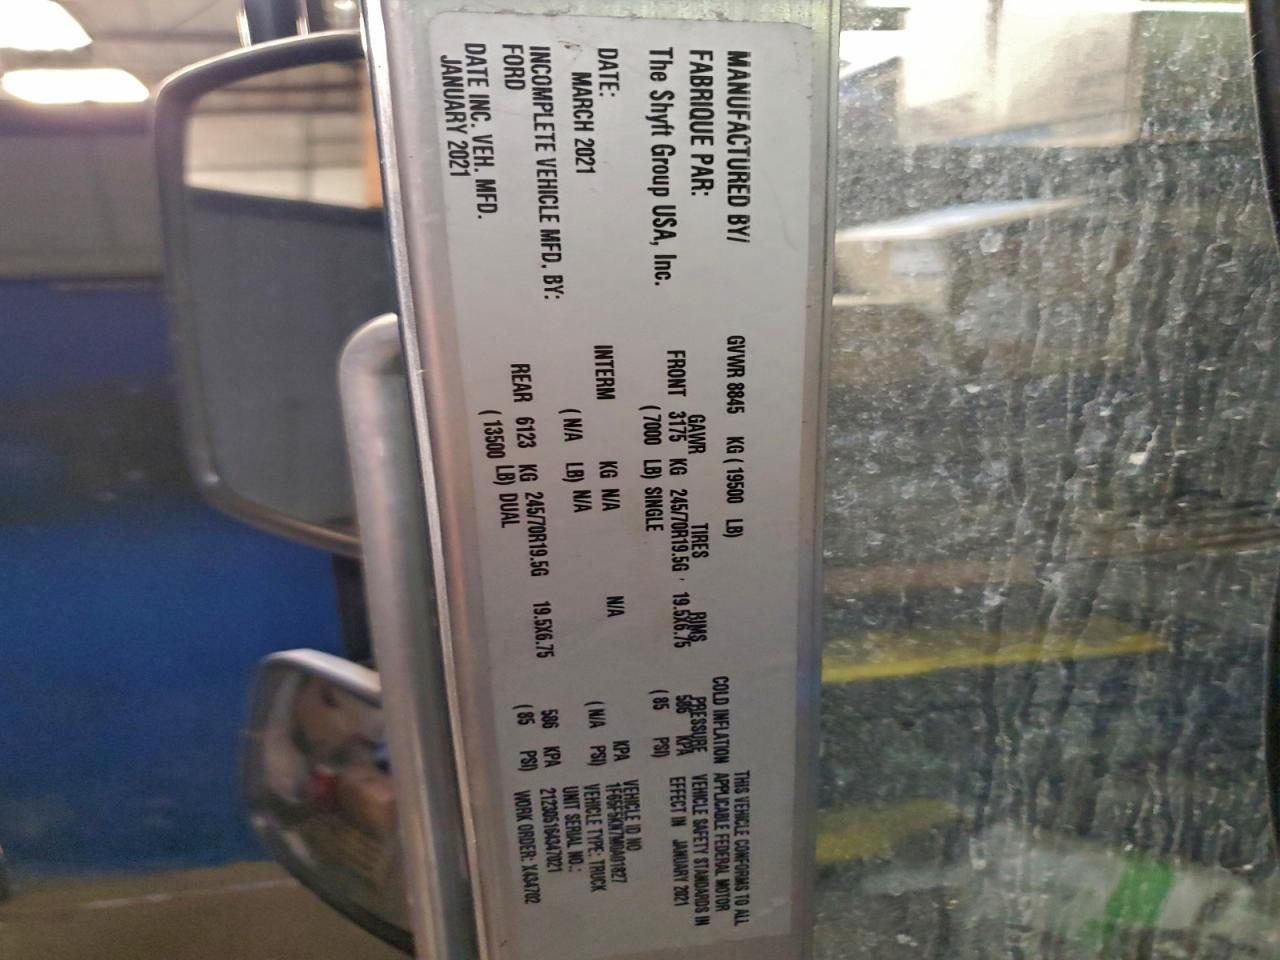 MANUFACTURED BY/
FABRIQUE PAR:
The Shyft Group USA, Inc.
DATE:
MARCH 2021
INCOMPLETE VEHICLE MFD. BY:
FORD
DATE INC. VEH. MFD.
JANUARY 2021
GVWR 8845 KG ( 19500 LB)
GAWR TIRES RIMS COLD INFLATION PRESSURE
FRONT 3175 KG 245/70R19.5G 19.5X6.75 586 KPA
( 7000 LB) SINGLE ( 85 PSI)
INTERM KG N/A N/A KPA
( N/A LB) N/A ( N/A PSI)
REAR 6123 KG 245/70R19.5G 19.5X6.75 586 KPA
( 13500 LB) DUAL ( 85 PSI)
THIS VEHICLE CONFORMS TO ALL
APPLICABLE FEDERAL MOTOR
VEHICLE SAFETY STANDARDS IN
EFFECT IN JANUARY 2021
VEHICLE ID NO
VEHICLE TYPE: TRUCK
UNIT SERIAL NO.:
WORK ORDER: X434702